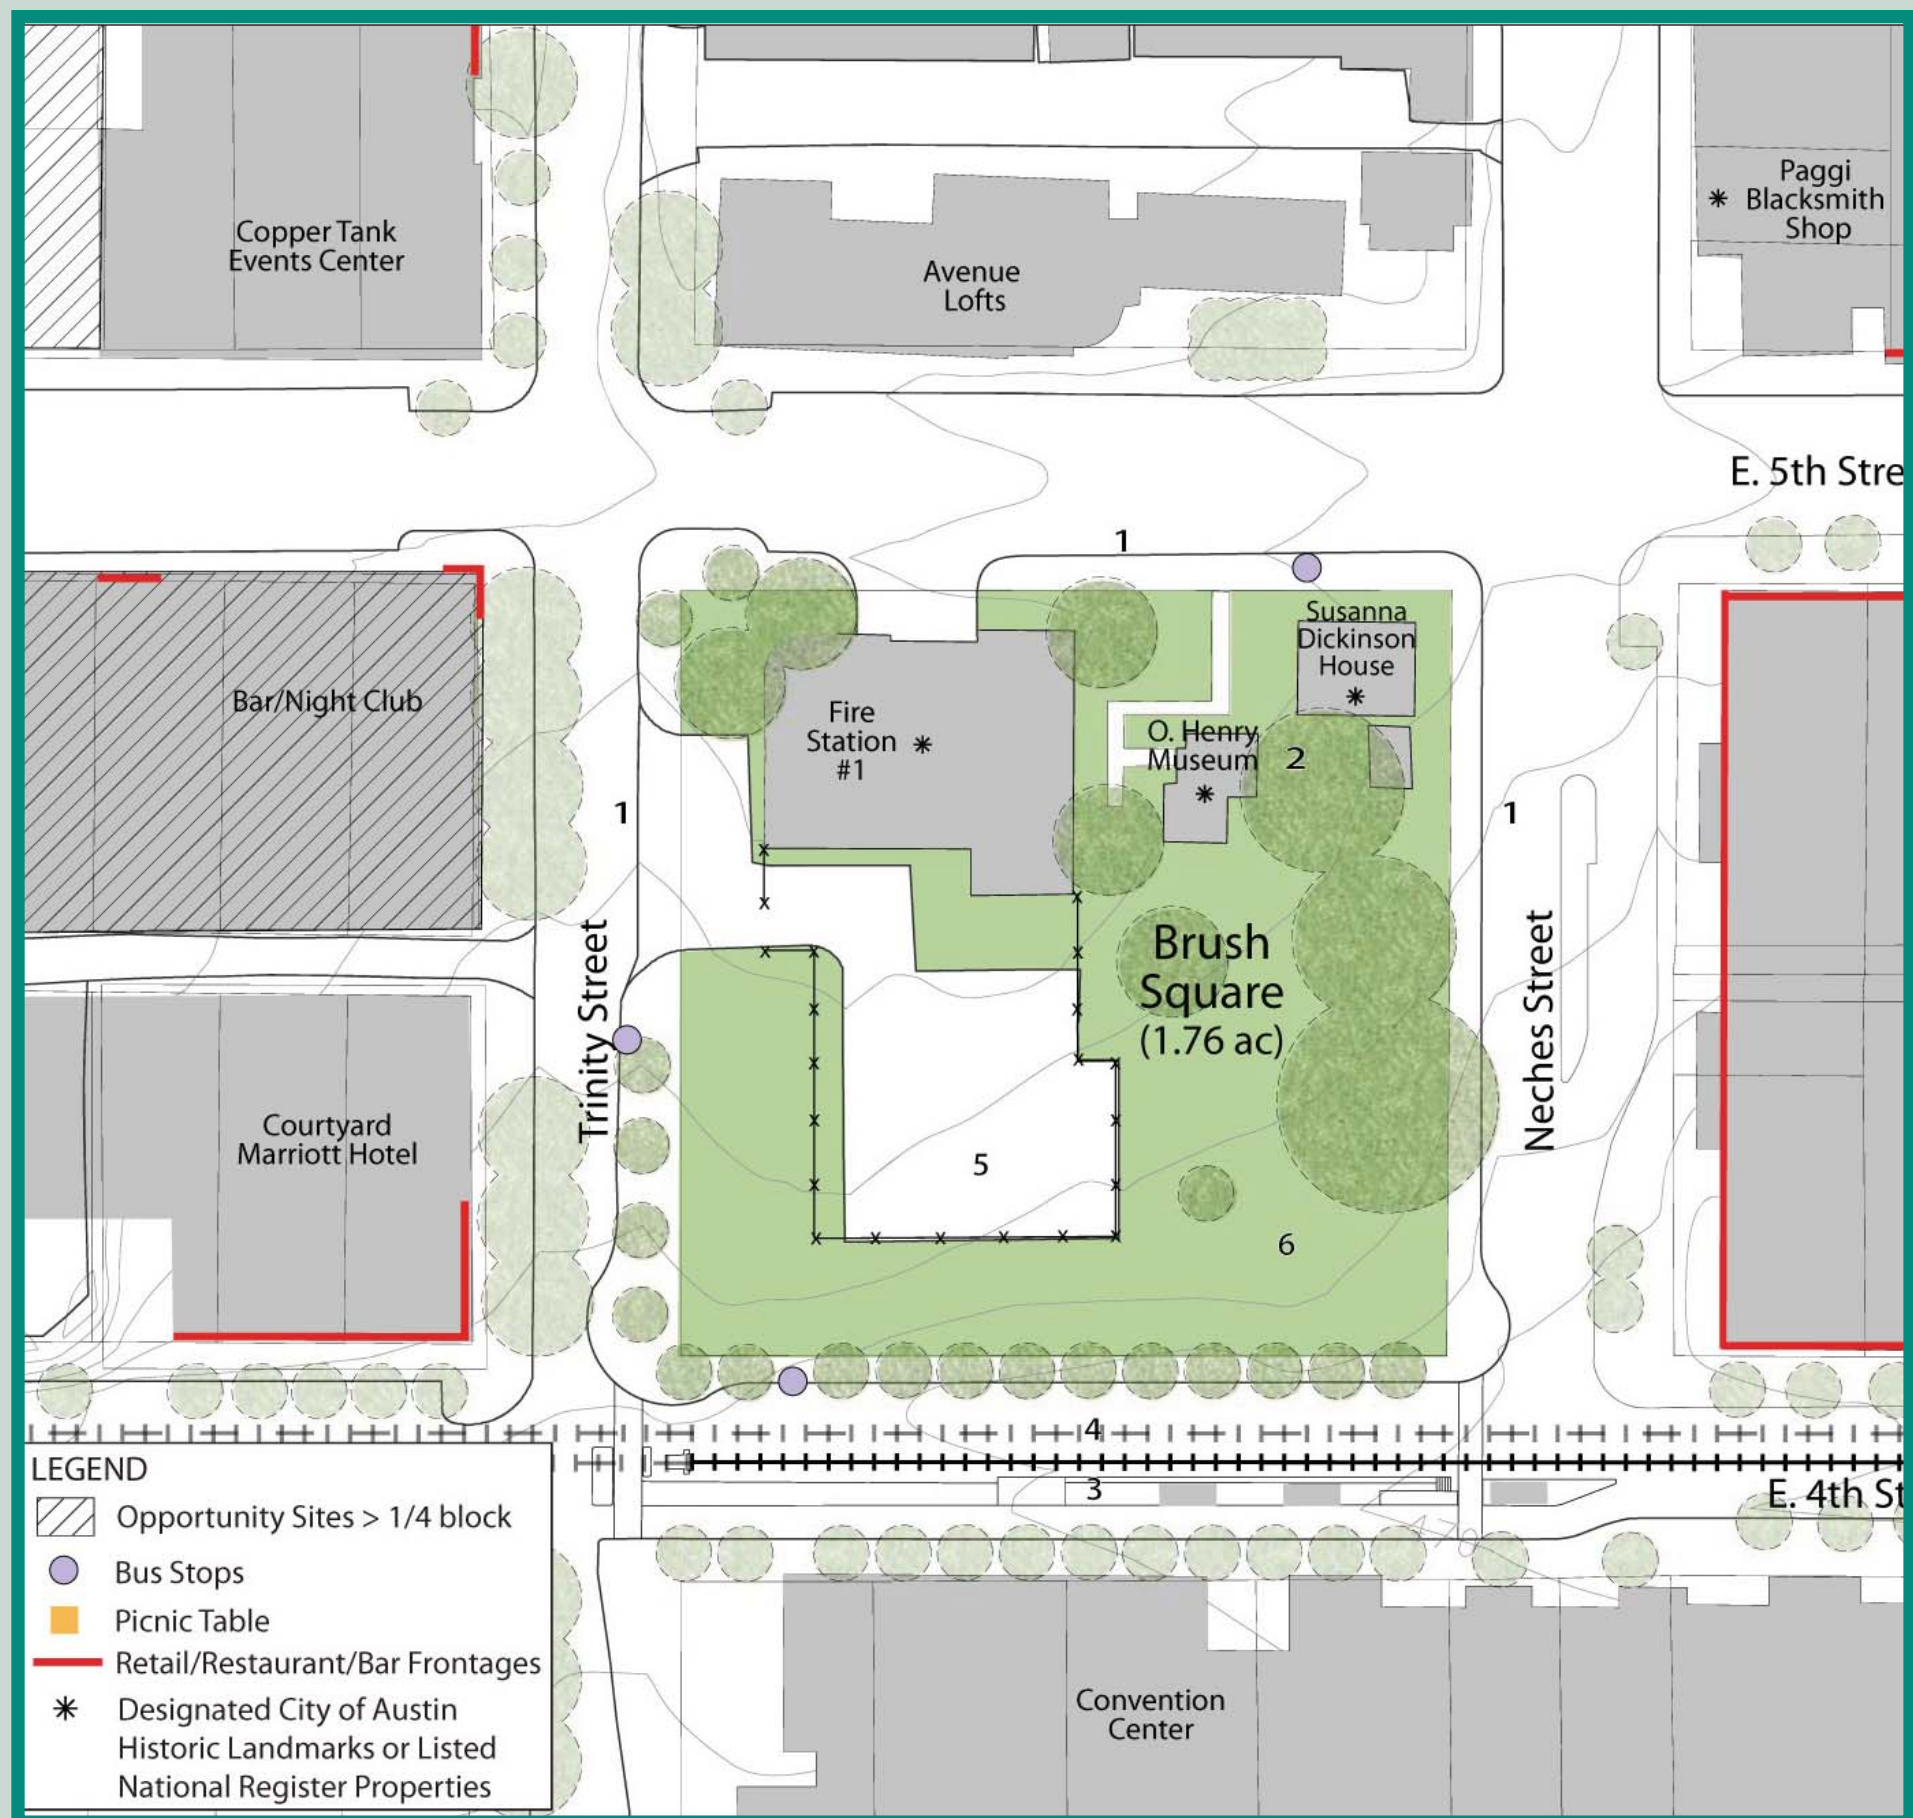 Copper Tank
Events Center
Avenue
Lofts
Paggi
Blacksmith
Shop
E. 5th Stre
1
Bar/Night Club
Fire
Station
#1
Susanna
Dickinson
House
O. Henry
Museum
2
1
1
Trinity Street
Brush
Square
(1.76 ac)
Neches Street
Courtyard
Marriott Hotel
5
6
4
3
E. 4th St
LEGEND
Opportunity Sites > 1/4 block
Bus Stops
Picnic Table
Retail/Restaurant/Bar Frontages
Designated City of Austin
Historic Landmarks or Listed
National Register Properties
Convention
Center